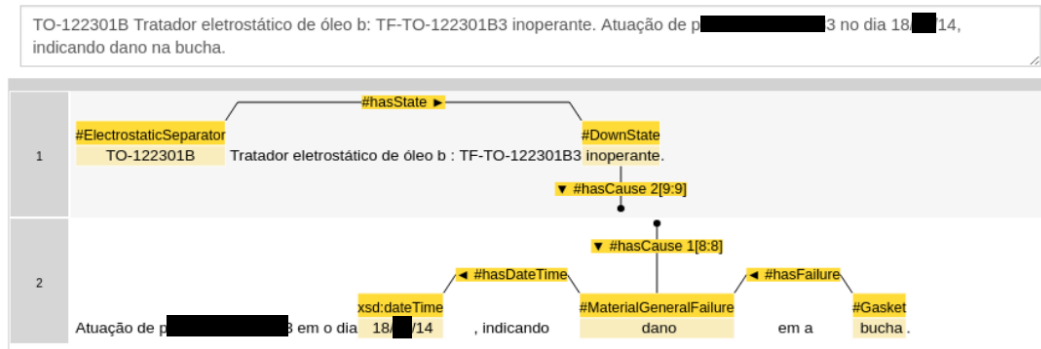 TO-122301B Tratador eletrostático de óleo b: TF-TO-122301B3 inoperante. Atuação de p 3 no dia 18/ /14,
indicando dano na bucha.
#hasState ►
#ElectrostaticSeparator #DownState
1 TO-122301B Tratador eletrostático de óleo b : TF-TO-122301B3 inoperante.
▼ #hasCause 2[9:9]
▼ #hasCause 1[8:8]
◄ #hasDateTime ◄ #hasFailure
2 xsd:dateTime #MaterialGeneralFailure #Gasket
Atuação de p 3 em o dia 18/ /14 , indicando dano em a bucha .